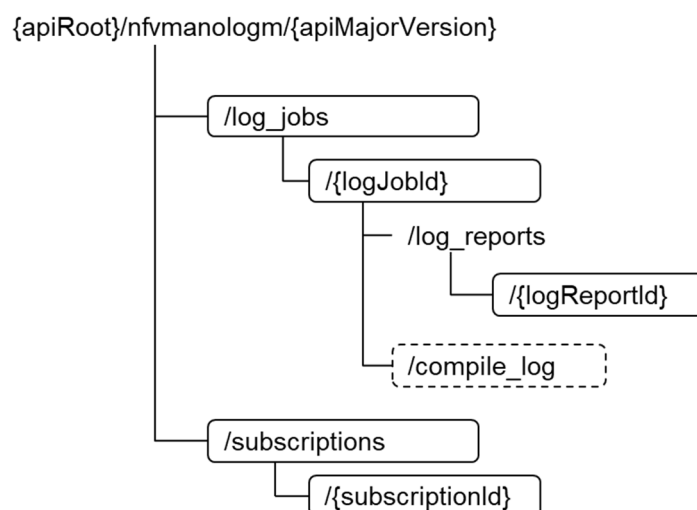 {apiRoot}/nfvmanologm/{apiMajorVersion}
/log_jobs
/{logJobId}
/log_reports
/{logReportId}
/compile_log
/subscriptions
/{subscriptionId}